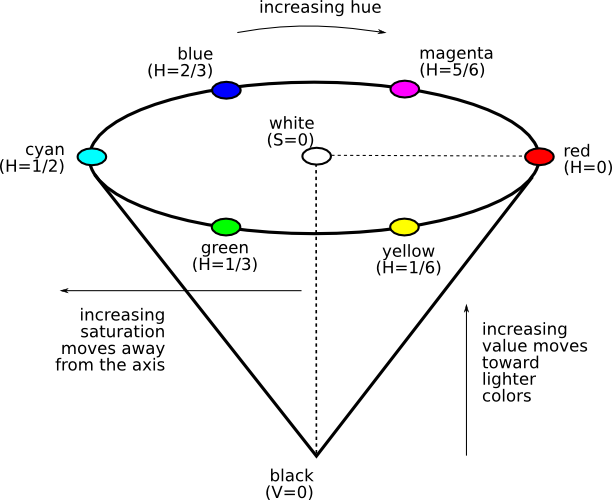 increasing hue
blue
(H=2/3)
magenta
(H=5/6)
white
(S=0)
cyan
(H=1/2)
red
(H=0)
green
(H=1/3)
yellow
(H=1/6)
increasing
saturation
moves away
from the axis
increasing
value moves
toward
lighter
colors
black
(V=0)